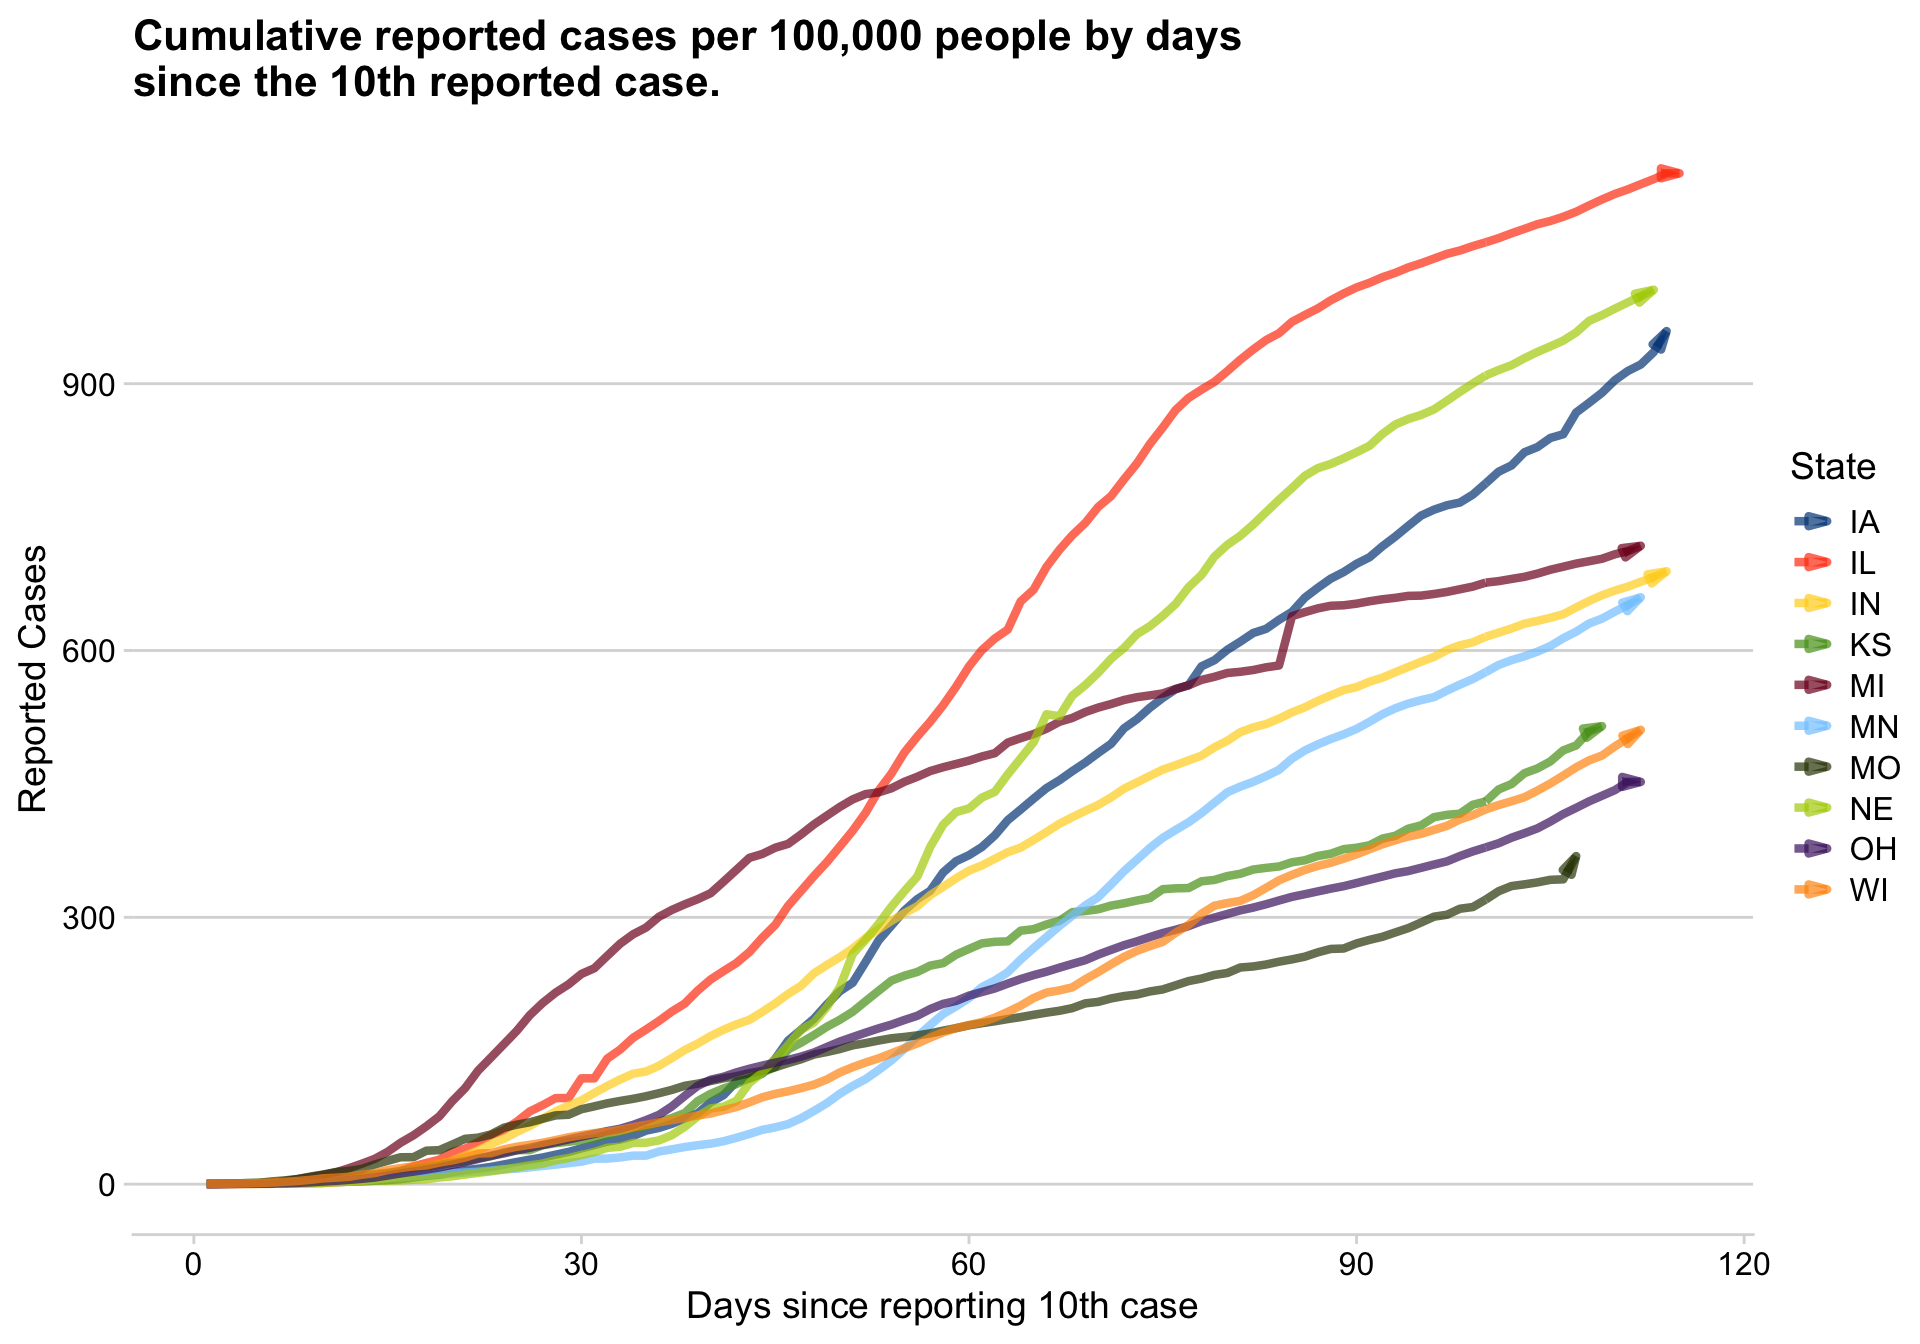 Cumulative reported cases per 100,000 people by days
since the 10th reported case.
Reported Cases
900
600
300
0
0
30
60
90
120
Days since reporting 10th case
State
IA
IL
IN
KS
MI
MN
MO
NE
OH
WI